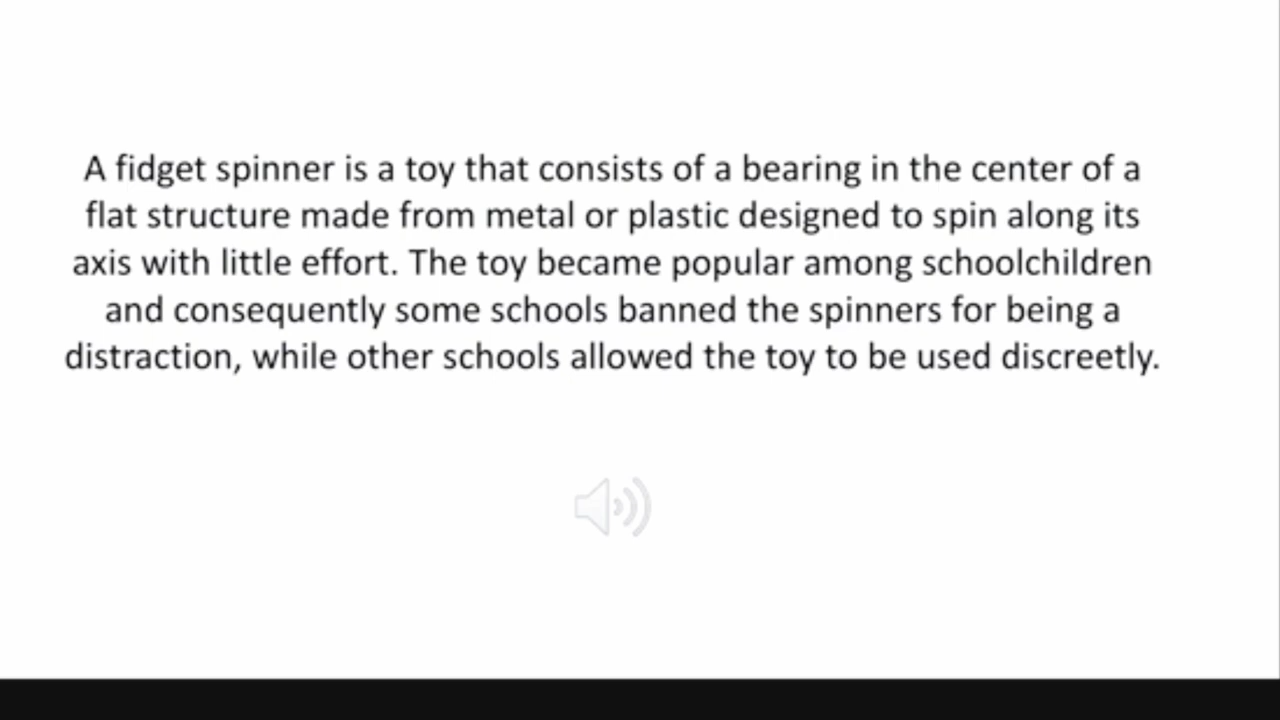 A fidget spinner is a toy that consists of a bearing in the center of a
flat structure made from metal or plastic designed to spin along its
axis with little effort. The toy became popular among schoolchildren
and consequently some schools banned the spinners for being a
distraction, while other schools allowed the toy to be used discreetly.